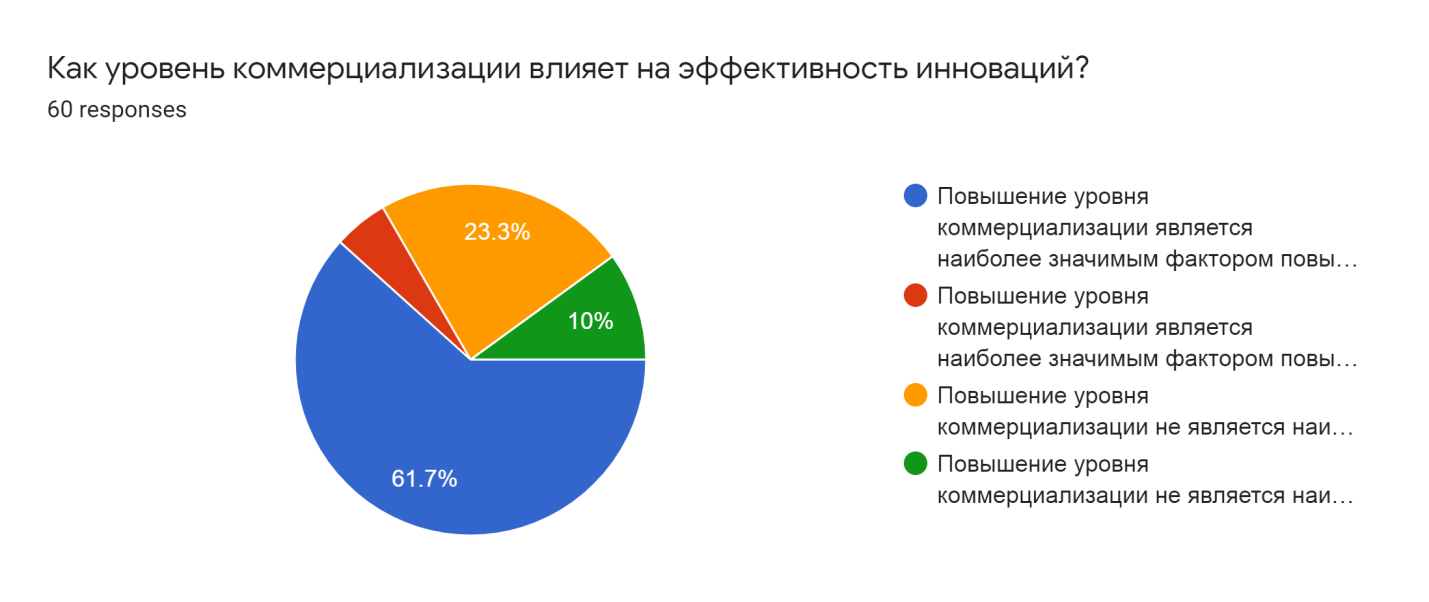 Как уровень коммерциализации влияет на эффективность инноваций?
60 responses
23.3%
10%
61.7%
Повышение уровня
коммерциализации является
наиболее значимым фактором повы…
Повышение уровня
коммерциализации является
наиболее значимым фактором повы…
Повышение уровня
коммерциализации не является наи…
Повышение уровня
коммерциализации не является наи…